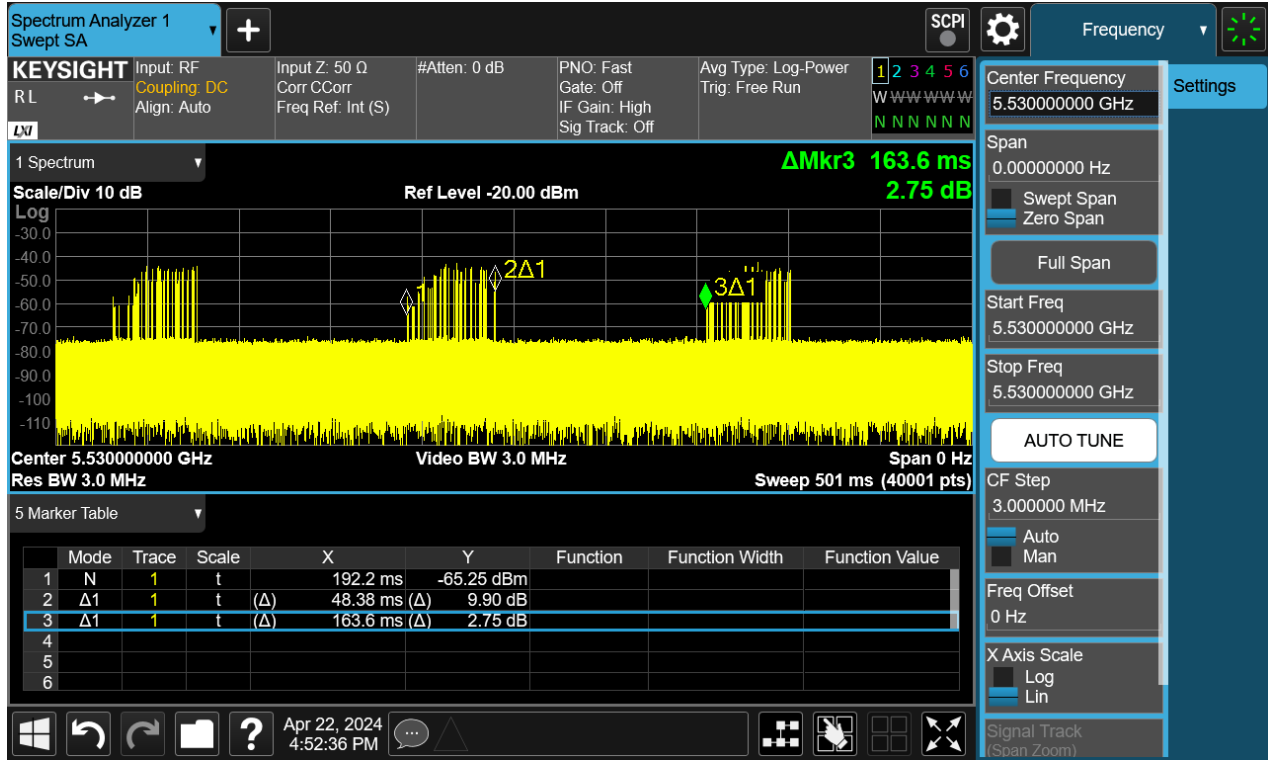 Spectrum Analyzer 1
Swept SA
SCPI
Frequency
KEYSIGHT
R L
LXI
Input: RF
Coupling: DC
Align: Auto
Input Z: 50 Ω
Corr CCorr
Freq Ref: Int (S)
#Atten: 0 dB
PNO: Fast
Gate: Off
IF Gain: High
Sig Track: Off
Avg Type: Log-Power
Trig: Free Run
1 2 3 4 5 6
W W W W W W
N N N N N N
1 Spectrum
ΔMkr3 163.6 ms
2.75 dB
Scale/Div 10 dB
Ref Level -20.00 dBm
Log
-30.0
-40.0
-50.0
-60.0
-70.0
-80.0
-90.0
-100
-110
1
2Δ1
3Δ1
Center 5.530000000 GHz
Video BW 3.0 MHz
Span 0 Hz
Res BW 3.0 MHz
Sweep 501 ms (40001 pts)
5 Marker Table
Mode Trace Scale X Y Function Function Width Function Value
1 N 1 t 192.2 ms -65.25 dBm
2 Δ1 1 t (Δ) 48.38 ms (Δ) 9.90 dB
3 Δ1 1 t (Δ) 163.6 ms (Δ) 2.75 dB
4
5
6
?
Apr 22, 2024
4:52:36 PM
Center Frequency
5.530000000 GHz
Settings
Span
0.00000000 Hz
Swept Span
Zero Span
Full Span
Start Freq
5.530000000 GHz
Stop Freq
5.530000000 GHz
AUTO TUNE
CF Step
3.000000 MHz
Auto
Man
Freq Offset
0 Hz
X Axis Scale
Log
Lin
Signal Track
(Span Zoom)